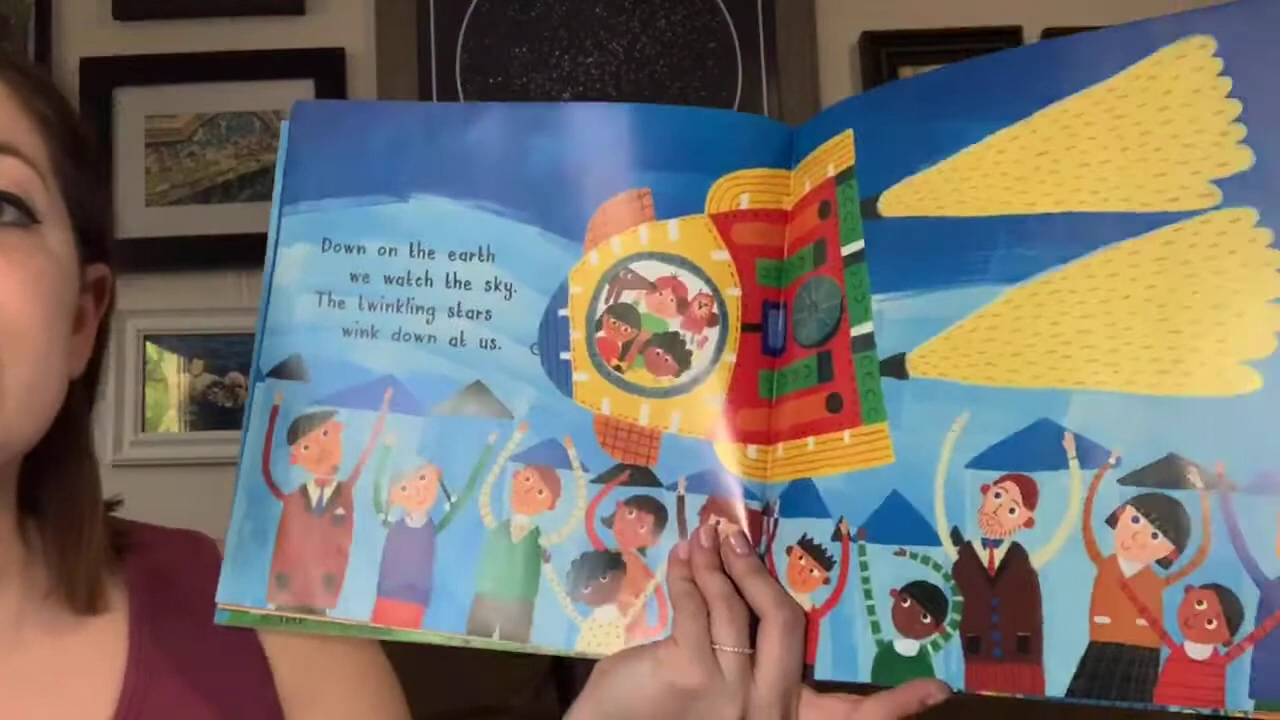 Down on the earth
we watch the sky.
The twinkling stars
wink down at us.